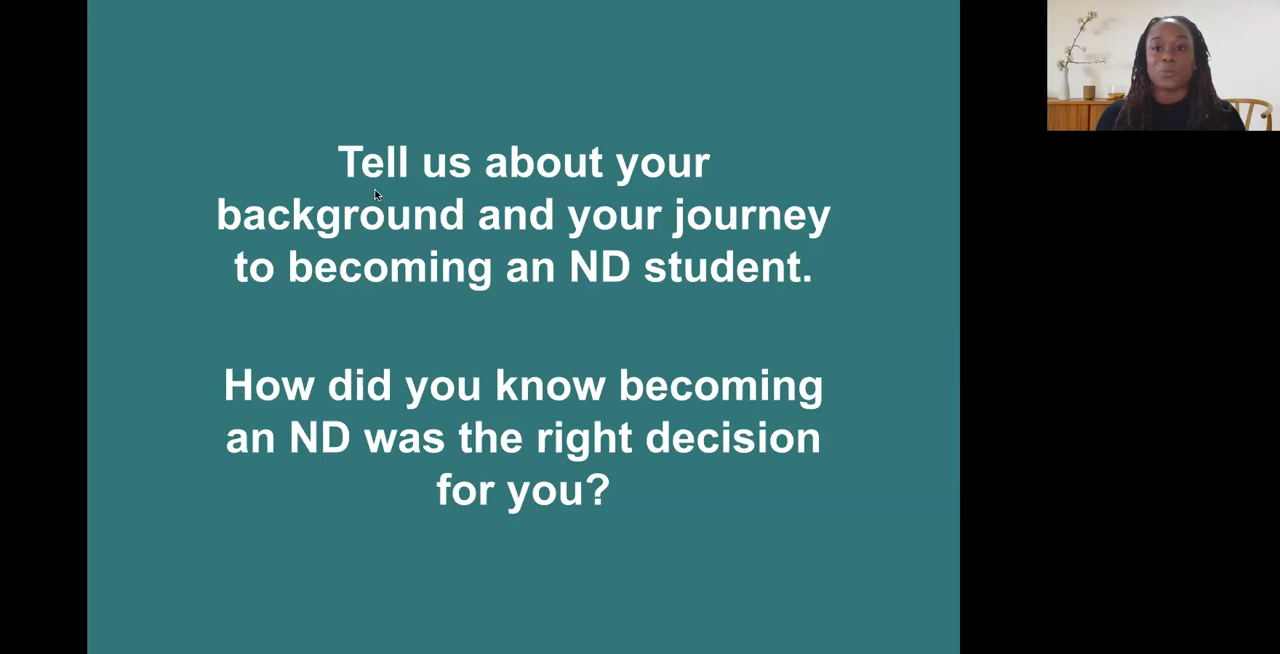 Tell us about your
background and your journey
to becoming an ND student.
How did you know becoming
an ND was the right decision
for you?